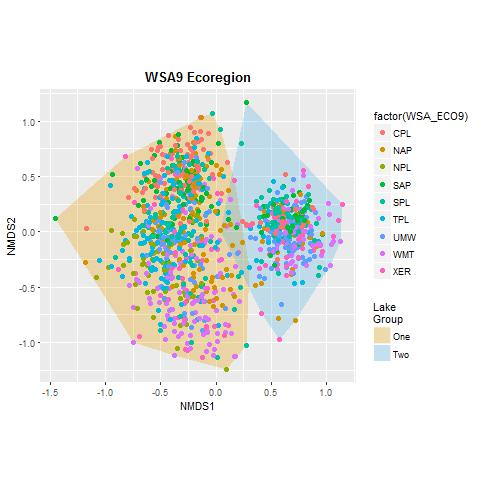 WSA9 Ecoregion
NMDS2
1.0
0.5
0.0
-0.5
-1.0
-1.5
-1.0
-0.5
0.0
0.5
1.0
NMDS1
factor(WSA_ECO9)
CPL
NAP
NPL
SAP
SPL
TPL
UMW
WMT
XER
Lake
Group
One
Two